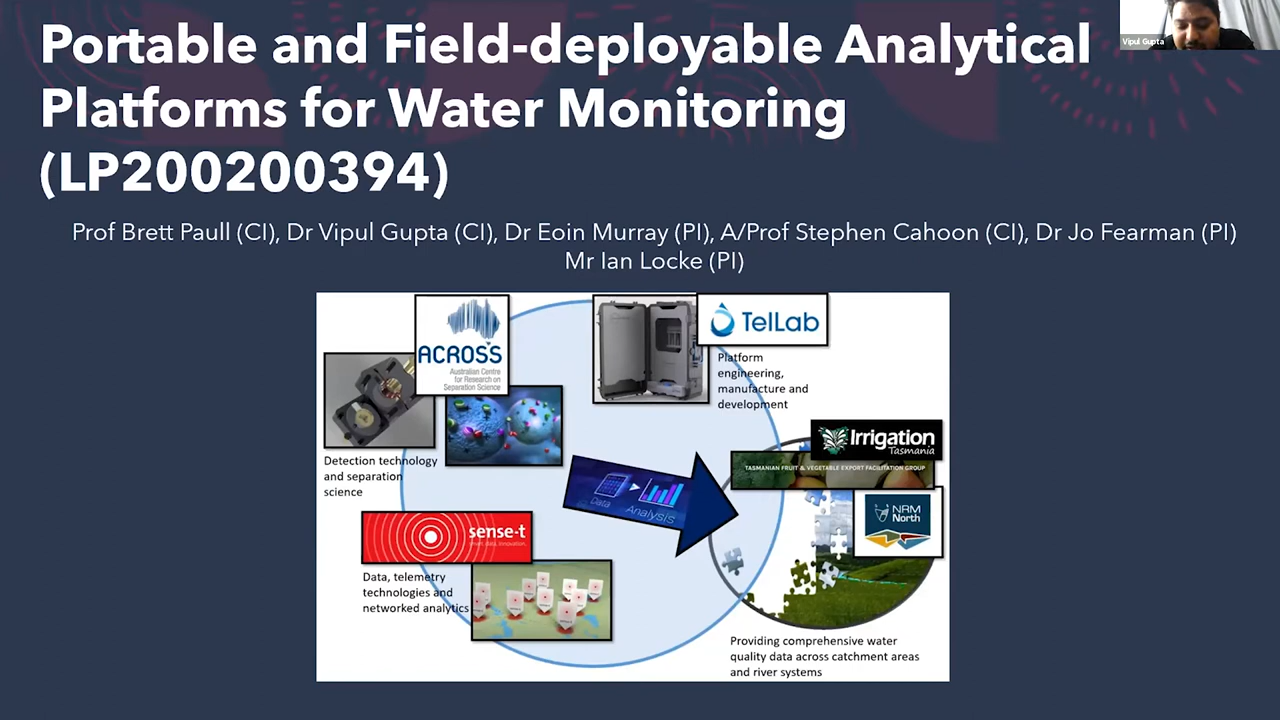 Portable and Field-deployable Analytical
Platforms for Water Monitoring
(LP200200394)
Vipul Gupta
Prof Brett Paull (CI), Dr Vipul Gupta (CI), Dr Eoin Murray (PI), A/Prof Stephen Cahoon (CI), Dr Jo Fearman (PI)
Mr Ian Locke (PI)
ACROSS
Australian Centre
for Research on
Separation Science
TelLab
Platform
engineering,
manufacture and
development
Detection technology
and separation
science
Irrigation
Tasmania
TASMANIAN FRUIT & VEGETABLE EXPORT FACILITATION GROUP
Data
Analysis
NRM
North
sense-t
smart data. innovation.
Data, telemetry
technologies and
networked analytics
Providing comprehensive water
quality data across catchment areas
and river systems